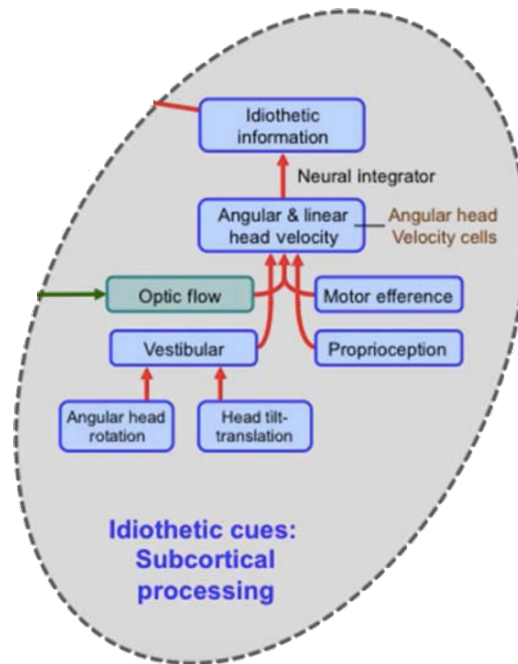 Idiothetic
information
Neural integrator
Angular & linear
head velocity
Angular head
Velocity cells
Optic flow
Motor efference
Vestibular
Proprioception
Angular head
rotation
Head tilt-
translation
Idiothetic cues:
Subcortical
processing